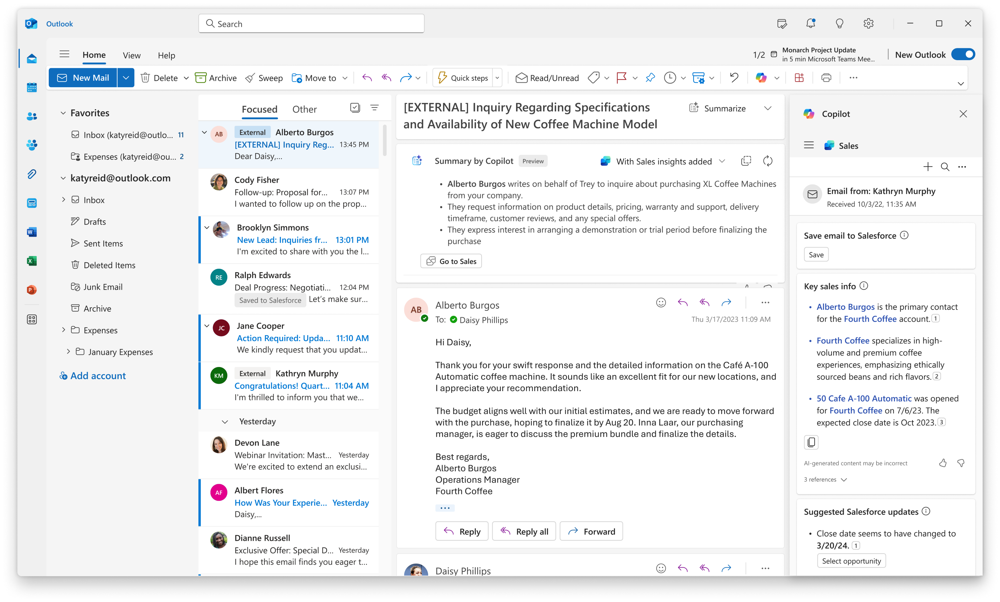 Outlook
Search
Home
View
Help
1/2
Monarch Project Update
in 5 min Microsoft Teams Mee...
New Outlook
New Mail
Delete
Archive
Sweep
Move to
Quick steps
Read/Unread
Favorites
Inbox (katyreid@outlo... 11
Expenses (katyreid@ou... 2
katyreid@outlook.com
Inbox
Drafts
Sent Items
Deleted Items
Junk Email
Archive
Expenses
January Expenses
Add account
Focused
Other
AB
External Alberto Burgos
[EXTERNAL] Inquiry Reg... 13:45 PM
Dear Daisy,...
Cody Fisher
Follow-up: Proposal for... 13:07 PM
I wanted to follow up on the prop...
Brooklyn Simmons
New Lead: Inquiries fr... 13:01 PM
I'm excited to share with you the l...
RE
Ralph Edwards
Deal Progress: Negotiati... 12:04 PM
Saved to Salesforce Let's make sur...
JC
Jane Cooper
Action Required: Upda... 11:10 AM
We kindly request that you updat...
KM
External Kathryn Murphy
Congratulations! Quart... 11:04 AM
I'm thrilled to inform you that we...
Yesterday
Devon Lane
Webinar Invitation: Mast... Yesterday
We're excited to extend an exclusi...
AF
Albert Flores
How Was Your Experie... Yesterday
Daisy,...
Dianne Russell
Exclusive Offer: Special D... Yesterday
I hope this email finds you eager t...
[EXTERNAL] Inquiry Regarding Specifications
and Availability of New Coffee Machine Model
Summarize
Summary by Copilot Preview
With Sales insights added
• Alberto Burgos writes on behalf of Trey to inquire about purchasing XL Coffee Machines
from your company.
• They request information on product details, pricing, warranty and support, delivery
timeframe, customer reviews, and any special offers.
• They express interest in arranging a demonstration or trial period before finalizing the
purchase
Go to Sales
AB
Alberto Burgos
To: Daisy Phillips
Thu 3/17/2023 11:09 AM
Hi Daisy,
Thank you for your swift response and the detailed information on the Café A-100
Automatic coffee machine. It sounds like an excellent fit for our new locations, and
I appreciate your recommendation.
The budget aligns well with our initial estimates, and we are ready to move forward
with the purchase, hoping to finalize it by Aug 20. Inna Laar, our purchasing
manager, is eager to discuss the premium bundle and finalize the details.
Best regards,
Alberto Burgos
Operations Manager
Fourth Coffee
Reply
Reply all
Forward
Daisy Phillips
Copilot
Sales
Email from: Kathryn Murphy
Received 10/3/22, 11:35 AM
Save email to Salesforce
Save
Key sales info
• Alberto Burgos is the primary contact
for the Fourth Coffee account. 1
• Fourth Coffee specializes in high-
volume and premium coffee
experiences, emphasizing ethically
sourced beans and rich flavors. 2
• 50 Cafe A-100 Automatic was opened
for Fourth Coffee on 7/6/23. The
expected close date is Oct 2023. 3
AI-generated content may be incorrect
3 references
Suggested Salesforce updates
• Close date seems to have changed to
3/20/24. 1
Select opportunity